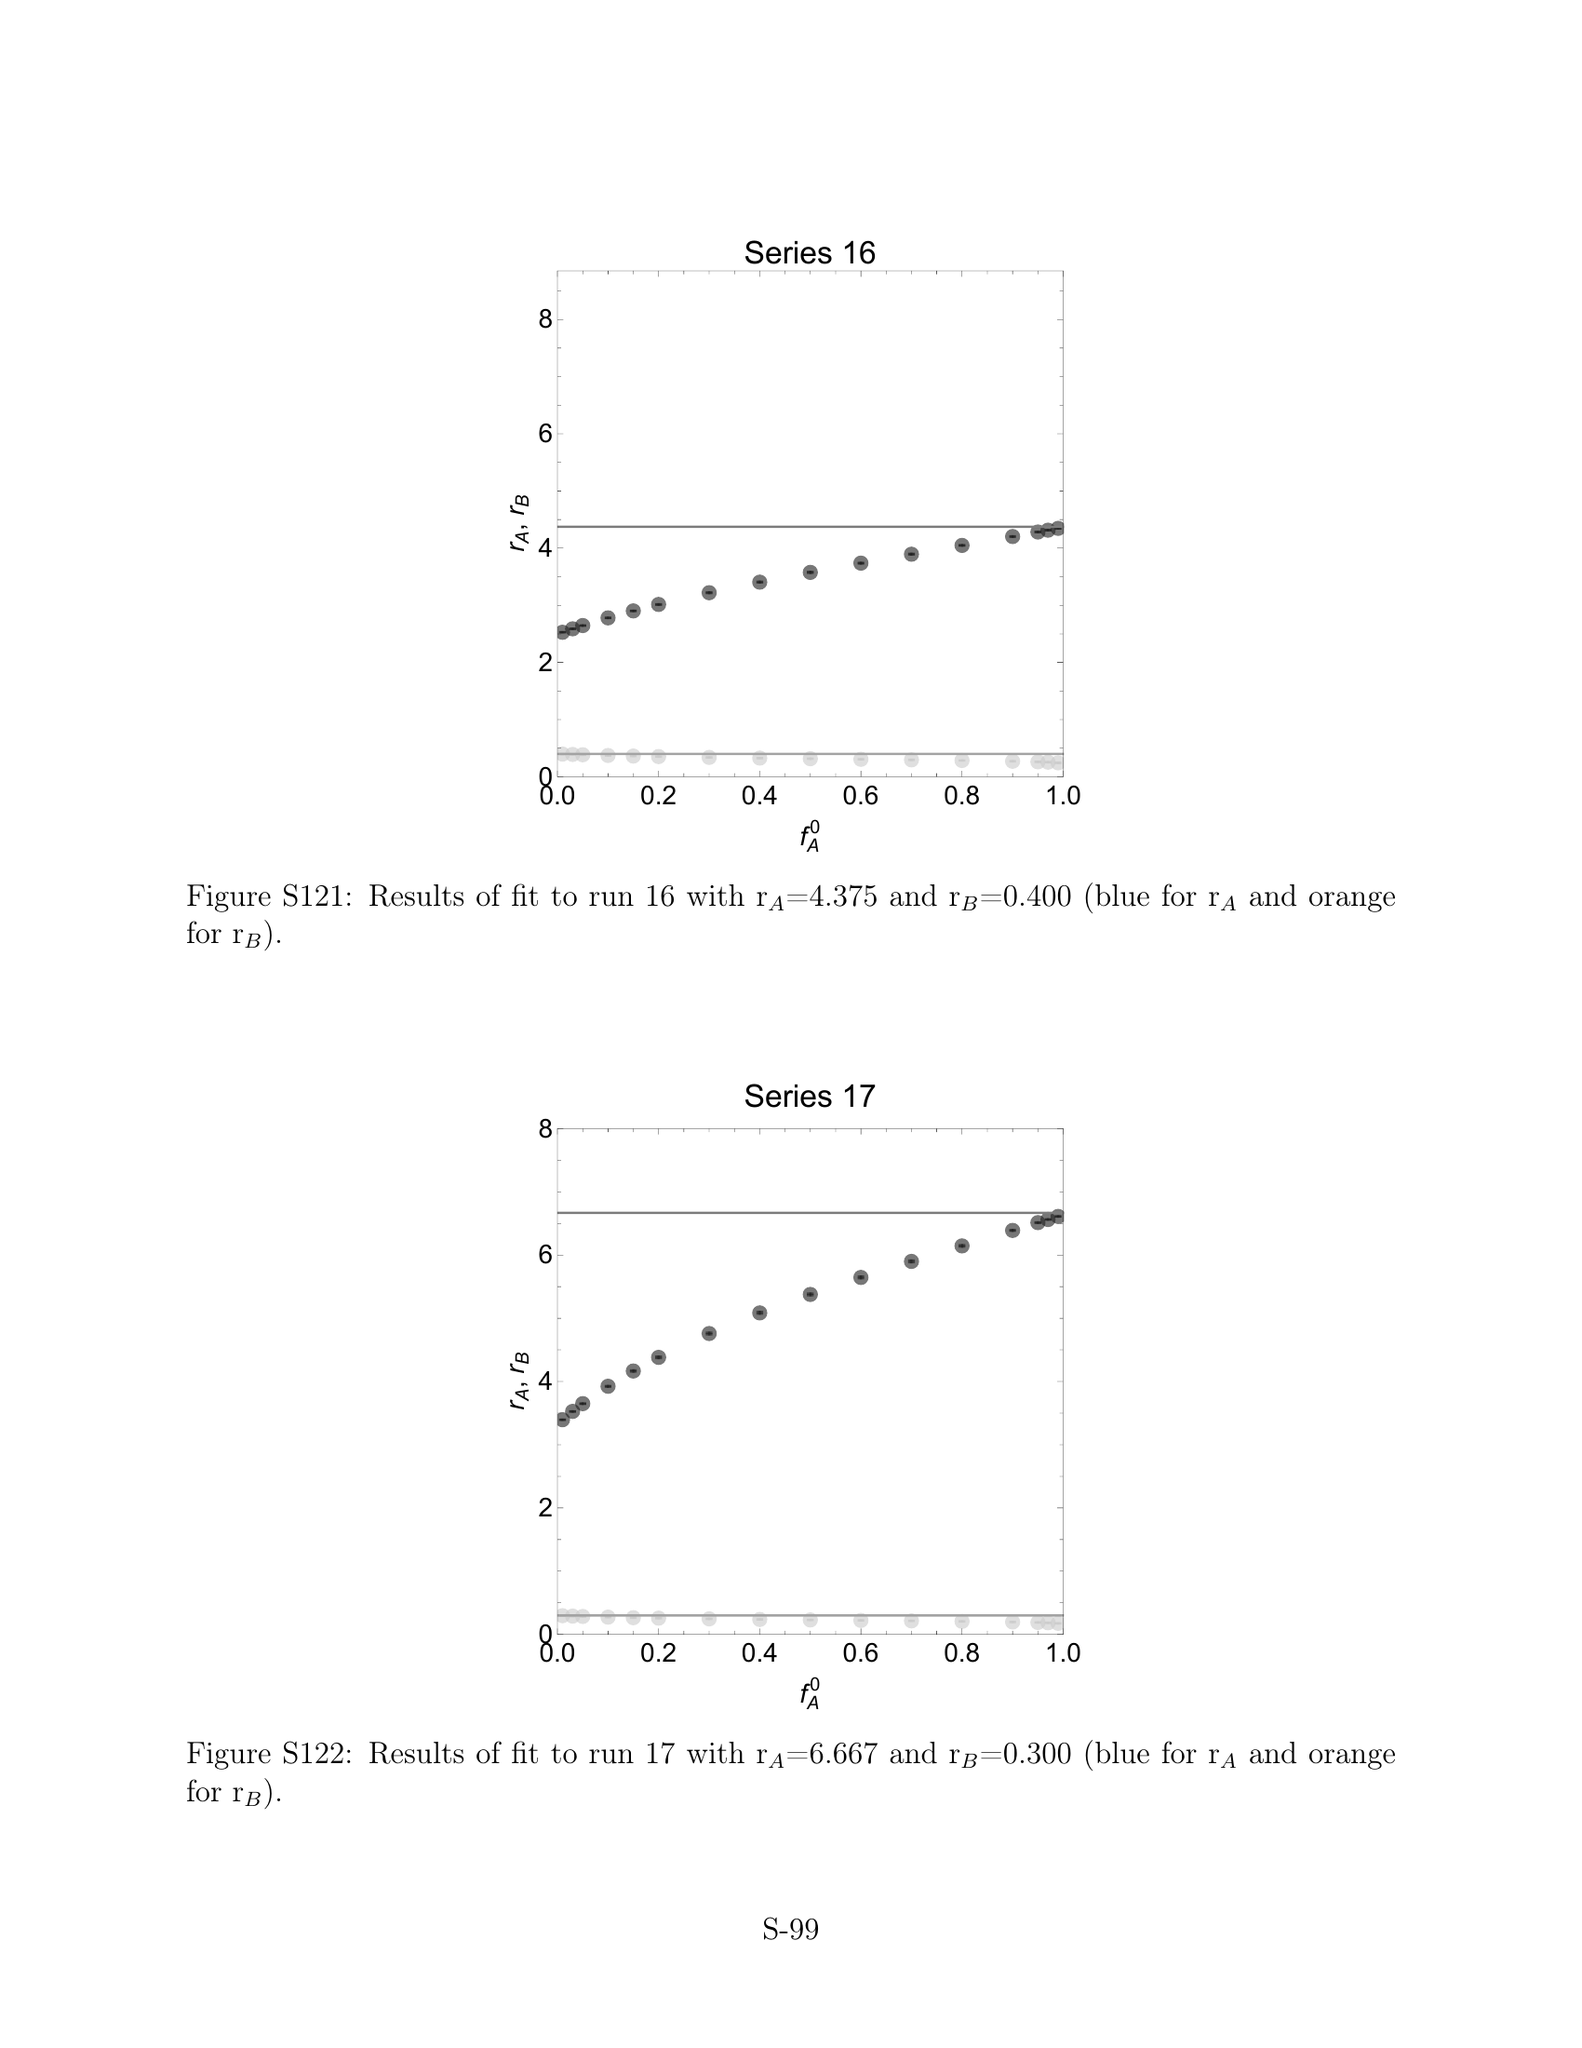 Series 16
8
6
4
2
0
r_A, r_B
0.0 0.2 0.4 0.6 0.8 1.0
f_A^0
Figure S121: Results of fit to run 16 with r_A=4.375 and r_B=0.400 (blue for r_A and orange
for r_B).
Series 17
8
6
4
2
0
r_A, r_B
0.0 0.2 0.4 0.6 0.8 1.0
f_A^0
Figure S122: Results of fit to run 17 with r_A=6.667 and r_B=0.300 (blue for r_A and orange
for r_B).
S-99